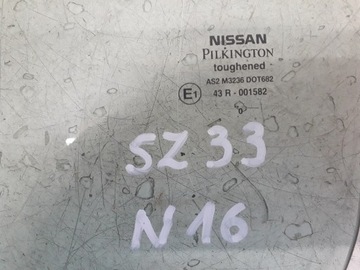 NISSAN
PILKINGTON
toughened
AS2 M3236 DOT682
E1 43 R - 001582
SZ 33
N 16